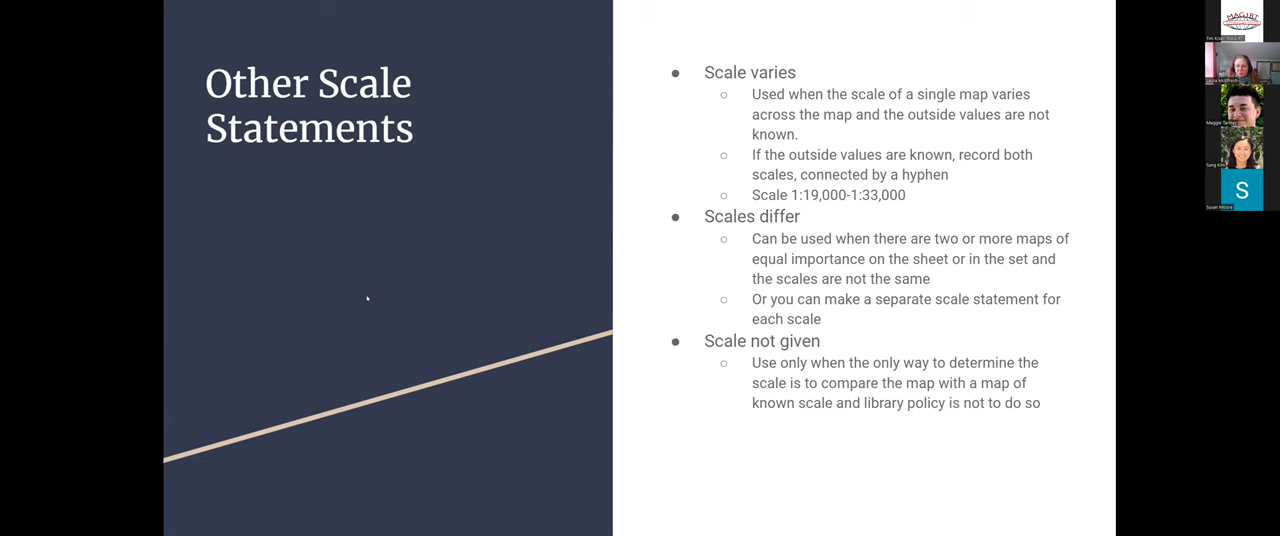 Other Scale
Statements
● Scale varies
○ Used when the scale of a single map varies
across the map and the outside values are not
known.
○ If the outside values are known, record both
scales, connected by a hyphen
○ Scale 1:19,000-1:33,000
● Scales differ
○ Can be used when there are two or more maps of
equal importance on the sheet or in the set and
the scales are not the same
○ Or you can make a separate scale statement for
each scale
● Scale not given
○ Use only when the only way to determine the
scale is to compare the map with a map of
known scale and library policy is not to do so
MAGIRT
Sung Kim
S
Susan Moore